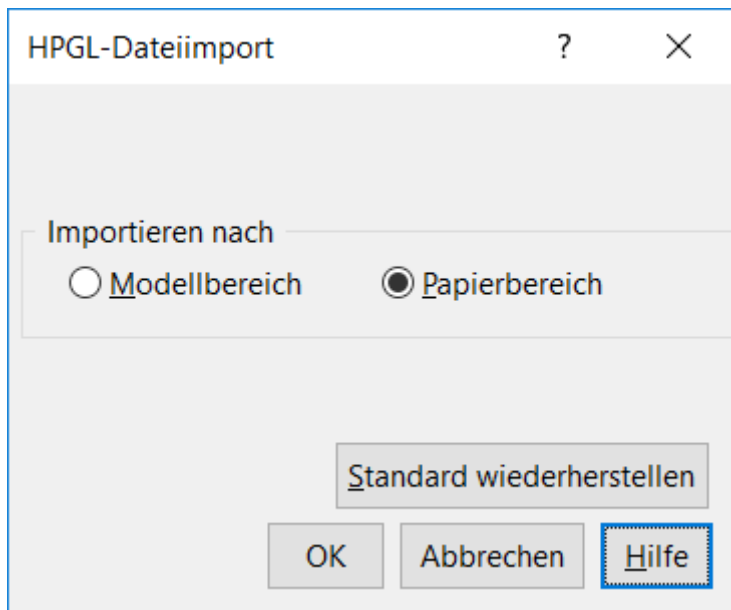 HPGL-Dateiimport ?
Importieren nach
Modellbereich Papierbereich
Standard wiederherstellen
OK Abbrechen Hilfe